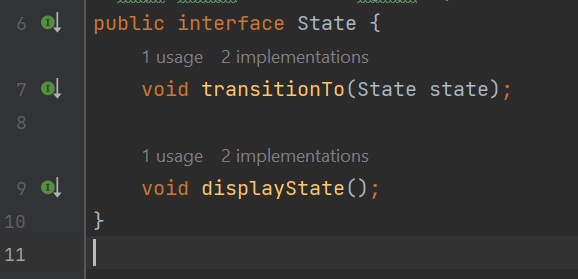 6 public interface State {
1 usage 2 implementations
7 void transitionTo(State state);
8
1 usage 2 implementations
9 void displayState();
10 }
11